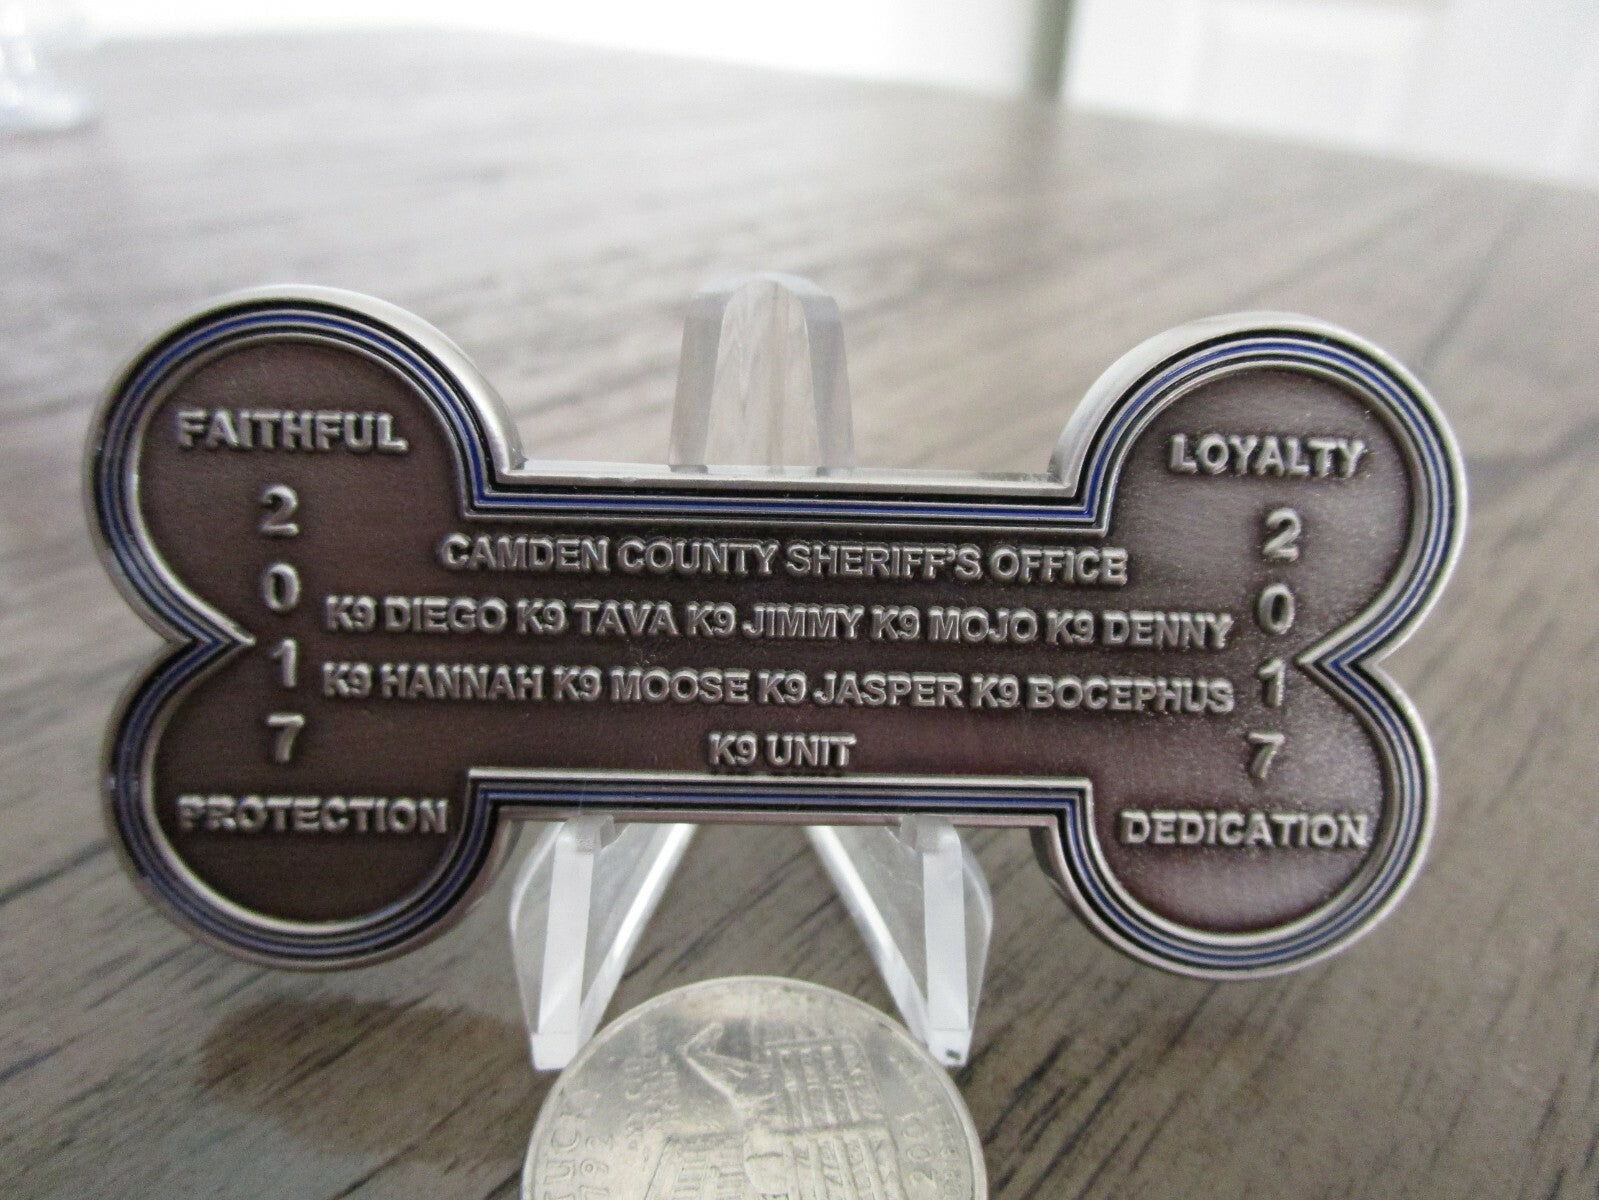 FAITHFUL
2
0
1
7
PROTECTION
CAMDEN COUNTY SHERIFF'S OFFICE
K9 DIEGO K9 TAVA K9 JIMMY K9 MOJO K9 DENNY
K9 HANNAH K9 MOOSE K9 JASPER K9 BOCEPHUS
K9 UNIT
LOYALTY
2
0
1
7
DEDICATION